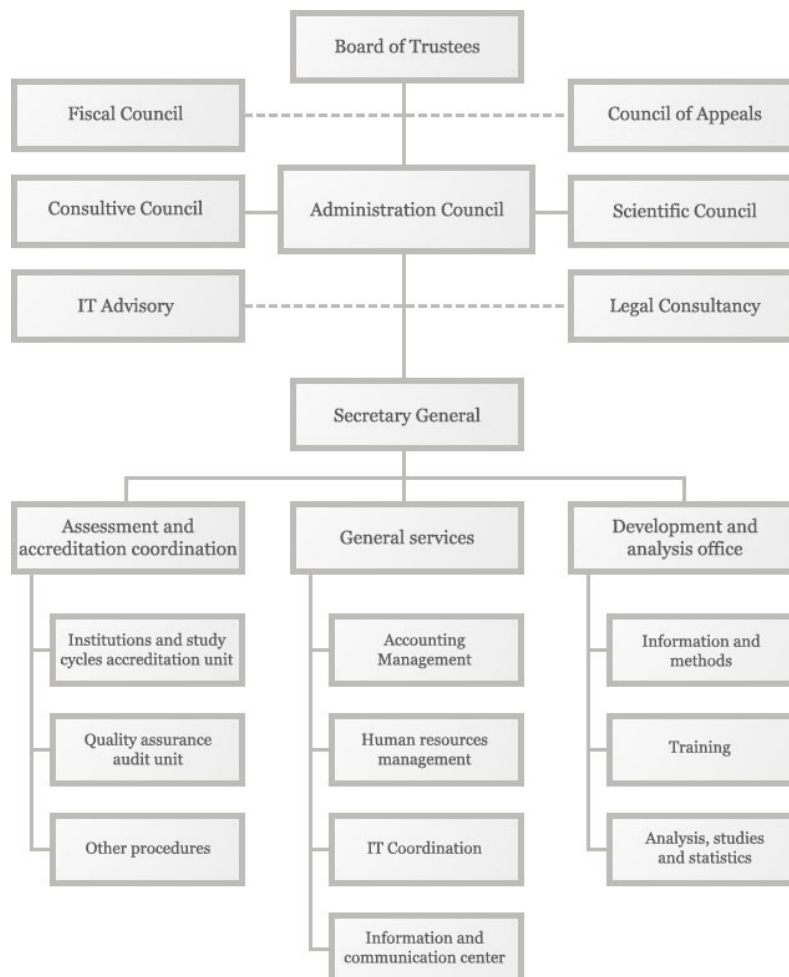 Board of Trustees
Fiscal Council
Council of Appeals
Consultive Council
Administration Council
Scientific Council
IT Advisory
Legal Consultancy
Secretary General
Assessment and
accreditation coordination
General services
Development and
analysis office
Institutions and study
cycles accreditation unit
Accounting
Management
Information and
methods
Quality assurance
audit unit
Human resources
management
Training
Other procedures
IT Coordination
Analysis, studies
and statistics
Information and
communication center